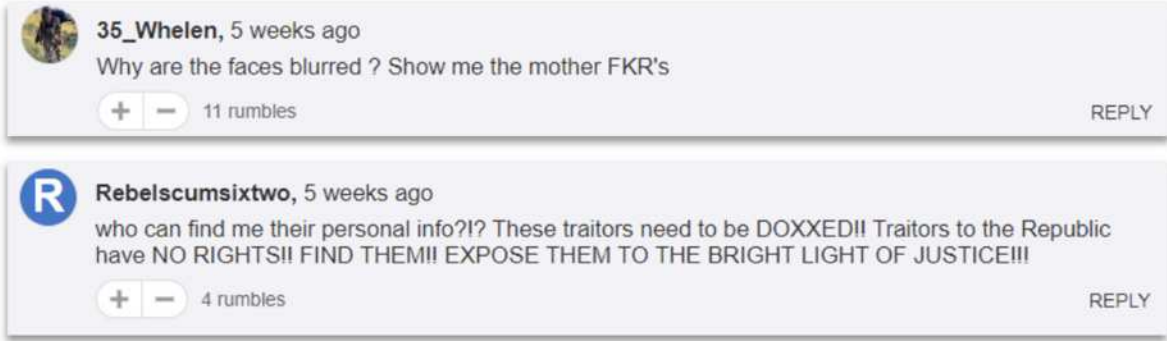 35_Whelen, 5 weeks ago
Why are the faces blurred ? Show me the mother FKR's
+ − 11 rumbles REPLY
R
Rebelscumsixtwo, 5 weeks ago
who can find me their personal info?!? These traitors need to be DOXXED!! Traitors to the Republic
have NO RIGHTS!! FIND THEM!! EXPOSE THEM TO THE BRIGHT LIGHT OF JUSTICE!!!
+ − 4 rumbles REPLY